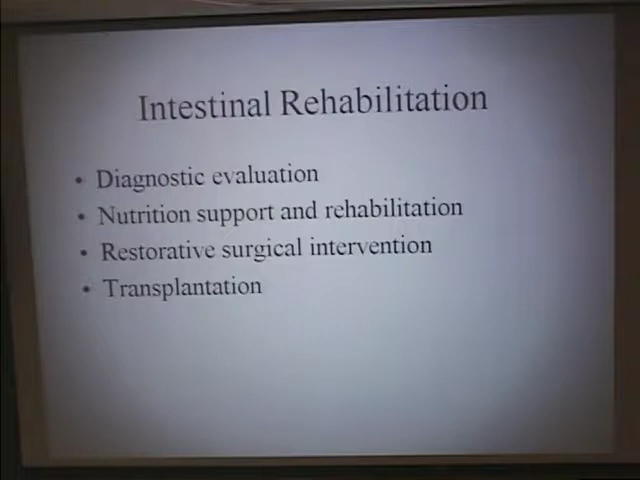 Intestinal Rehabilitation
• Diagnostic evaluation
• Nutrition support and rehabilitation
• Restorative surgical intervention
• Transplantation